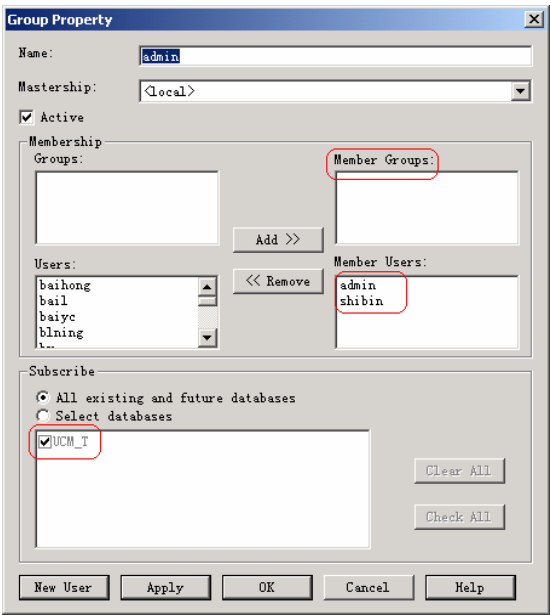 Group Property
Name:
admin
Mastership:
<local>
Active
Membership
Groups:
Member Groups:
Add >>
Users:
Member Users:
<< Remove
baihong
bail
baiyc
blning
admin
shibin
Subscribe
All existing and future databases
Select databases
UCM_T
Clear All
Check All
New User
Apply
OK
Cancel
Help